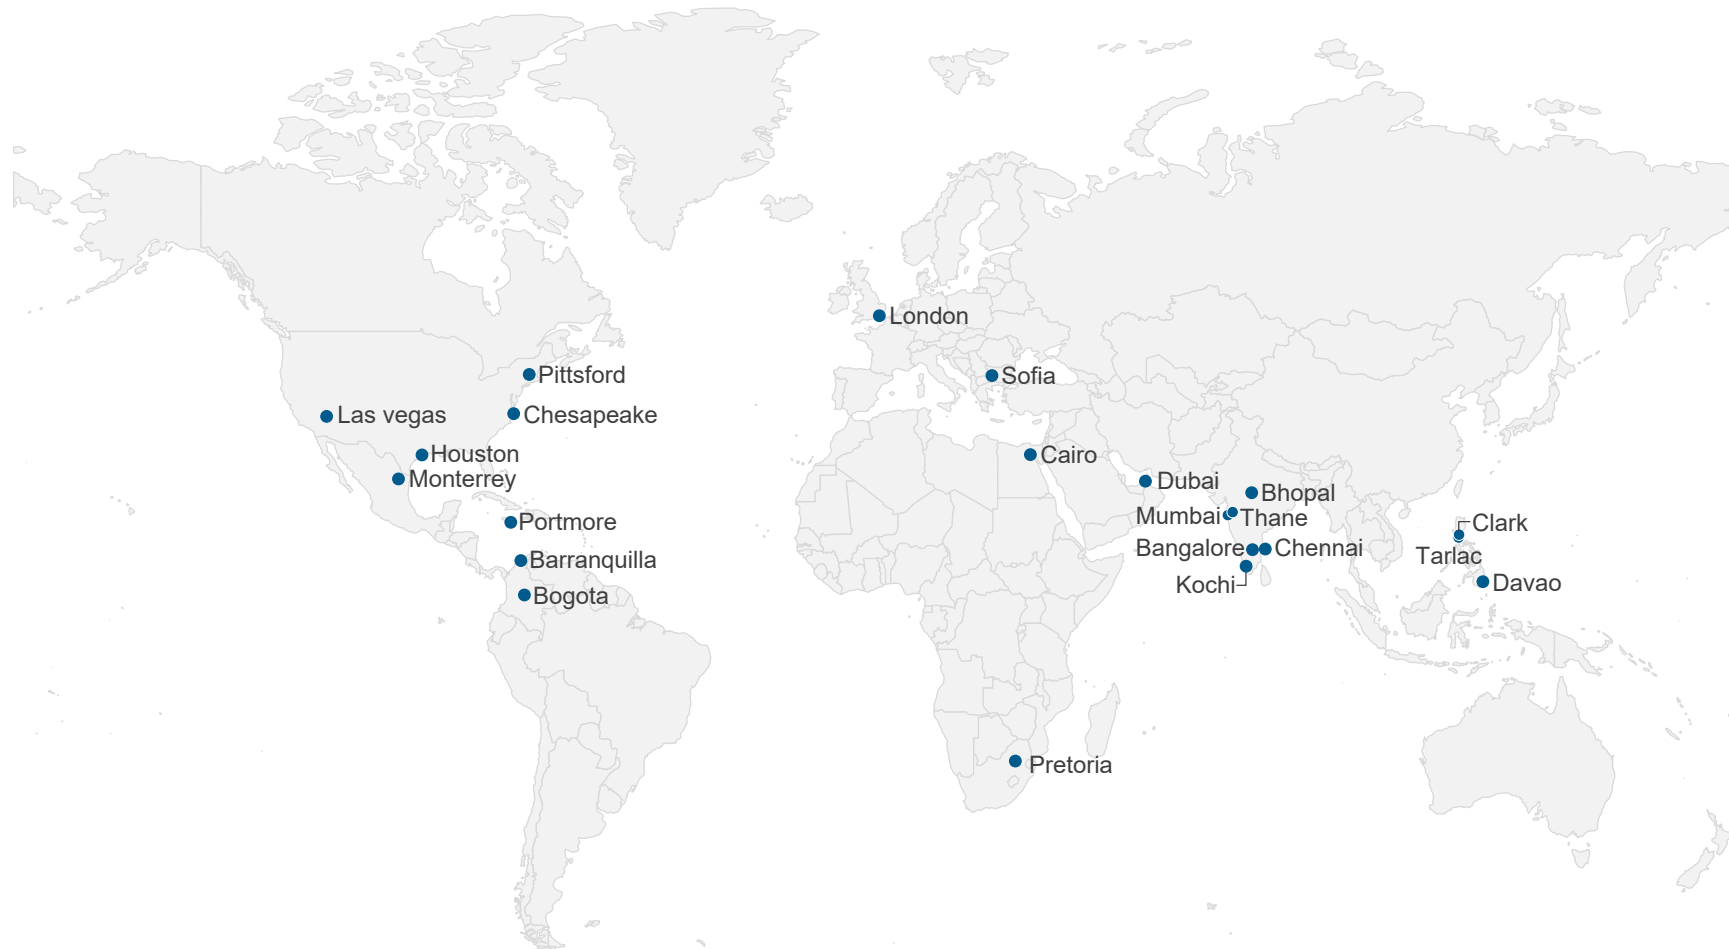 London
Pittsford
Sofia
Las vegas
Chesapeake
Houston
Cairo
Monterrey
Dubai
Bhopal
Mumbai
Thane
Portmore
Clark
Bangalore
Chennai
Tarlac
Barranquilla
Kochi
Davao
Bogota
Pretoria